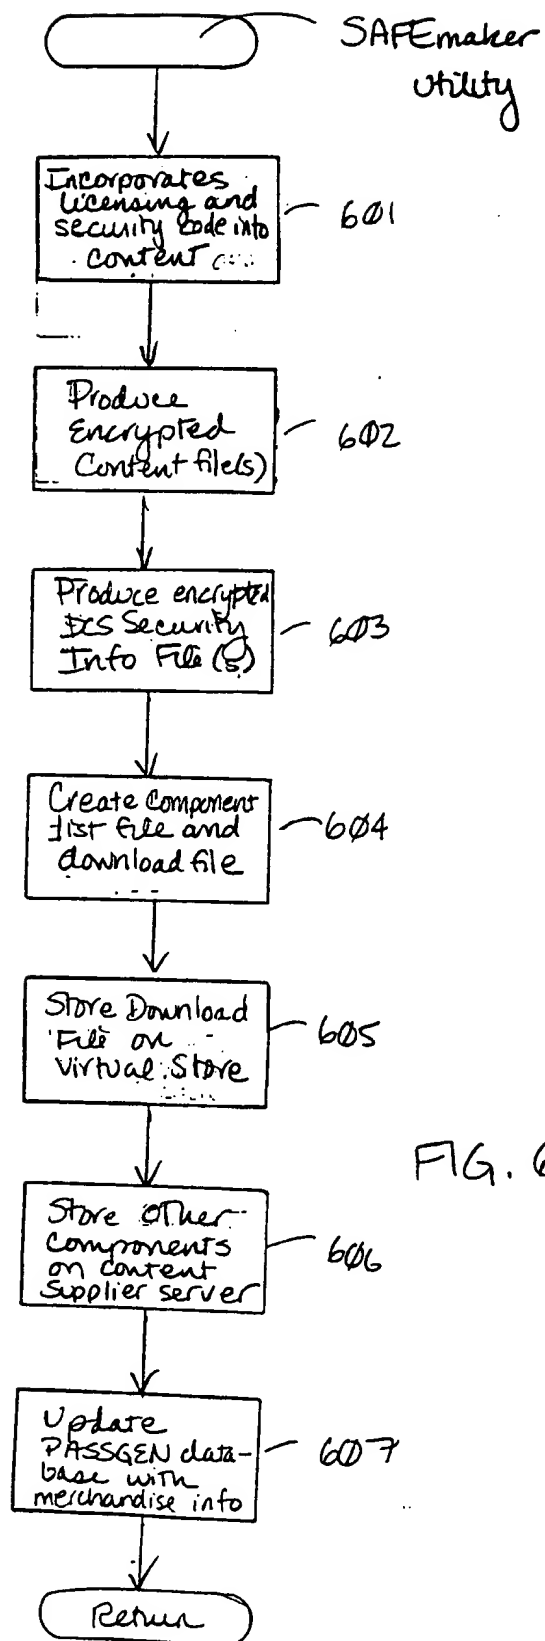 SAFEmaker
utility
Incorporates
licensing and
security code into
content
601
Produce
Encrypted
Content file(s)
602
Produce encrypted
DCS Security
Info File(s)
603
Create component
list file and
download file
604
Store Download
File on
Virtual Store
605
FIG. 6
Store other
components
on content
supplier server
606
Update
PASSGEN data-
base with
merchandise info
607
Return